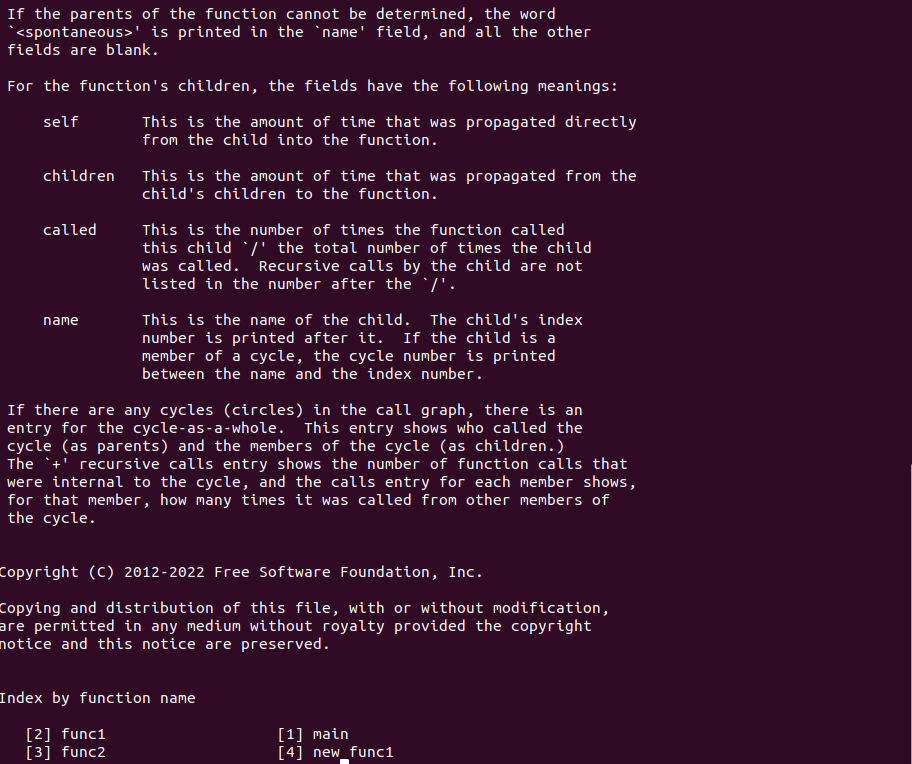 If the parents of the function cannot be determined, the word
`<spontaneous>' is printed in the `name' field, and all the other
fields are blank.
For the function's children, the fields have the following meanings:
self This is the amount of time that was propagated directly
from the child into the function.
children This is the amount of time that was propagated from the
child's children to the function.
called This is the number of times the function called
this child `/' the total number of times the child
was called.  Recursive calls by the child are not
listed in the number after the `/'.
name This is the name of the child.  The child's index
number is printed after it.  If the child is a
member of a cycle, the cycle number is printed
between the name and the index number.
If there are any cycles (circles) in the call graph, there is an
entry for the cycle-as-a-whole.  This entry shows who called the
cycle (as parents) and the members of the cycle (as children.)
The `+' recursive calls entry shows the number of function calls that
were internal to the cycle, and the calls entry for each member shows,
for that member, how many times it was called from other members of
the cycle.
Copyright (C) 2012-2022 Free Software Foundation, Inc.
Copying and distribution of this file, with or without modification,
are permitted in any medium without royalty provided the copyright
notice and this notice are preserved.
Index by function name
[2] func1 [1] main
[3] func2 [4] new_func1